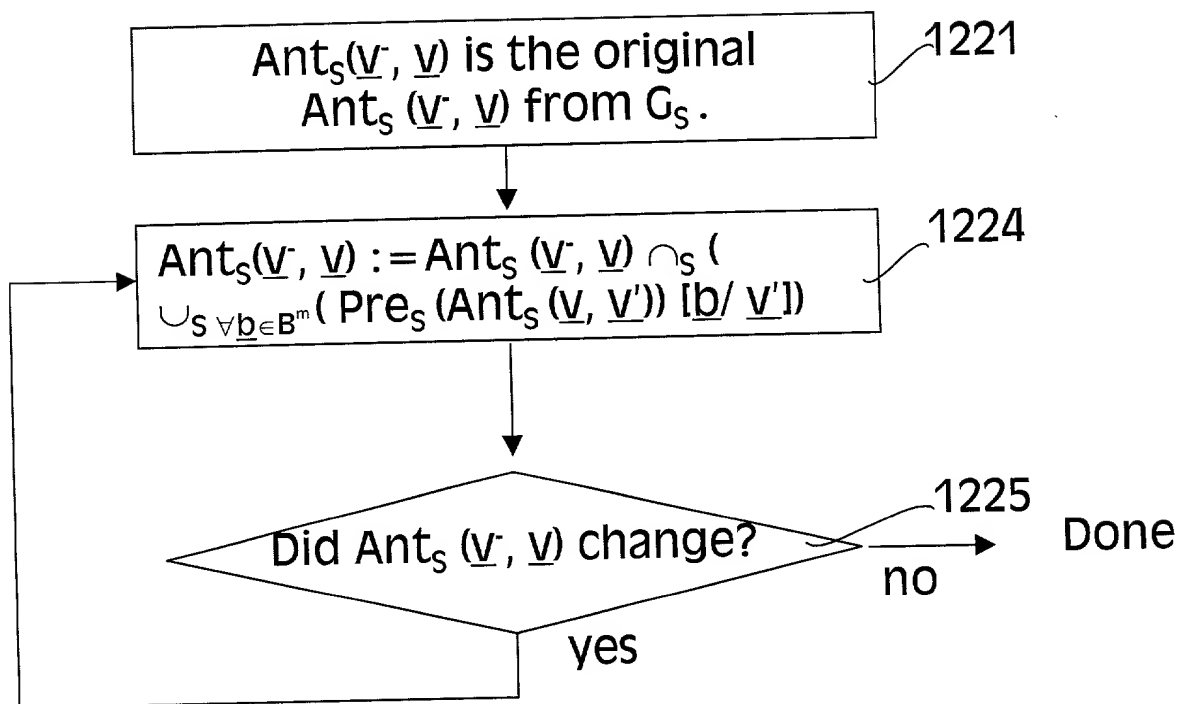 Ant_S(v̲⁻, v̲) is the original 1221
Ant_S (v̲⁻, v̲) from G_S .
Ant_S(v̲⁻, v̲) := Ant_S (v̲⁻, v̲) ∩_S ( 1224
∪_S ∀b̲∈B^m ( Pre_S (Ant_S (v̲, v̲')) [b̲/ v̲'])
Did Ant_S (v̲⁻, v̲) change? 1225
Done
no
yes